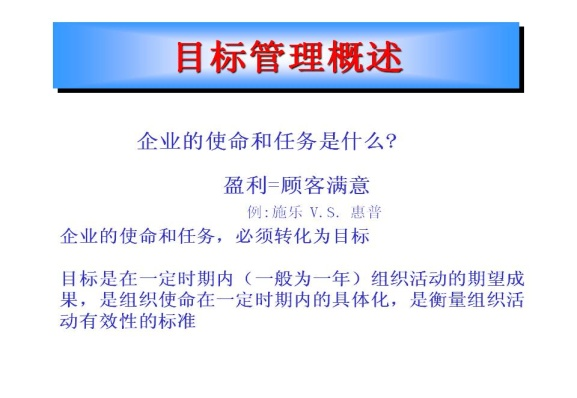 目标管理概述
企业的使命和任务是什么?
盈利=顾客满意
例:施乐 V.S. 惠普
企业的使命和任务，必须转化为目标
目标是在一定时期内（一般为一年）组织活动的期望成
果，是组织使命在一定时期内的具体化，是衡量组织活
动有效性的标准